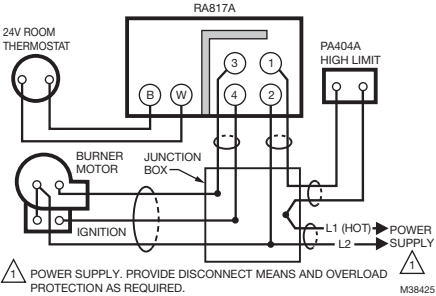 RA817A
24V ROOM
THERMOSTAT
PA404A
HIGH LIMIT
3
1
B
W
4
2
BURNER
MOTOR
JUNCTION
BOX
L1 (HOT)
POWER
SUPPLY
IGNITION
L2
1
1 POWER SUPPLY. PROVIDE DISCONNECT MEANS AND OVERLOAD
PROTECTION AS REQUIRED.
M38425